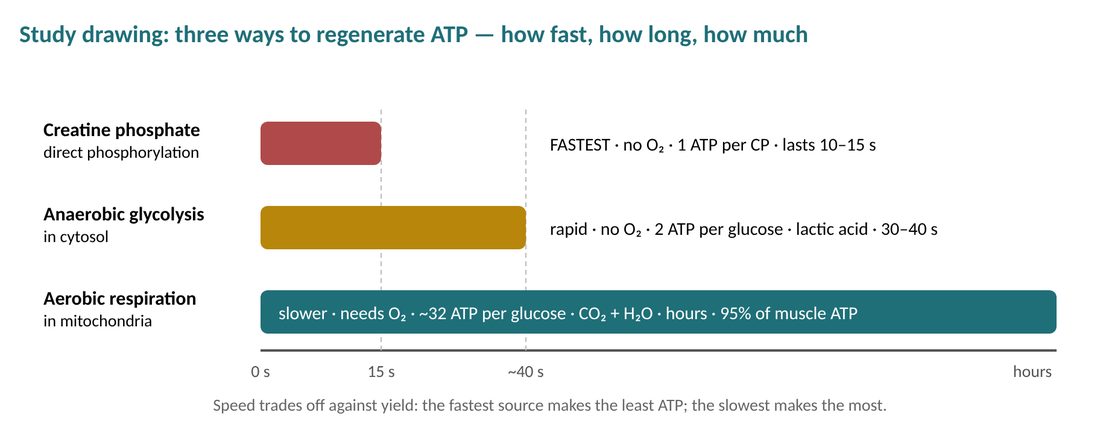 Study drawing: three ways to regenerate ATP — how fast, how long, how much
Creatine phosphate
direct phosphorylation
FASTEST · no O₂ · 1 ATP per CP · lasts 10–15 s
Anaerobic glycolysis
in cytosol
rapid · no O₂ · 2 ATP per glucose · lactic acid · 30–40 s
Aerobic respiration
in mitochondria
slower · needs O₂ · ~32 ATP per glucose · CO₂ + H₂O · hours · 95% of muscle ATP
0 s 15 s ~40 s hours
Speed trades off against yield: the fastest source makes the least ATP; the slowest makes the most.